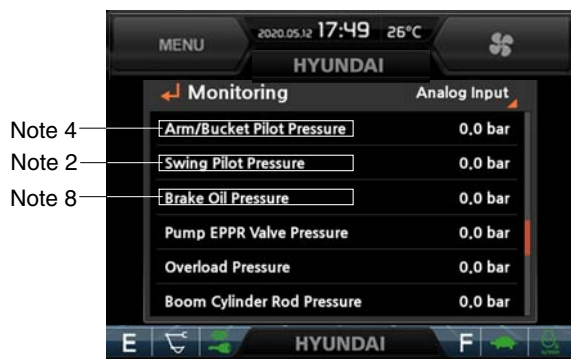 MENU
2020.05.12 17:49 26°C
HYUNDAI
Monitoring Analog Input
Note 4 Arm/Bucket Pilot Pressure 0.0 bar
Note 2 Swing Pilot Pressure 0.0 bar
Note 8 Brake Oil Pressure 0.0 bar
Pump EPPR Valve Pressure 0.0 bar
Overload Pressure 0.0 bar
Boom Cylinder Rod Pressure 0.0 bar
E HYUNDAI F